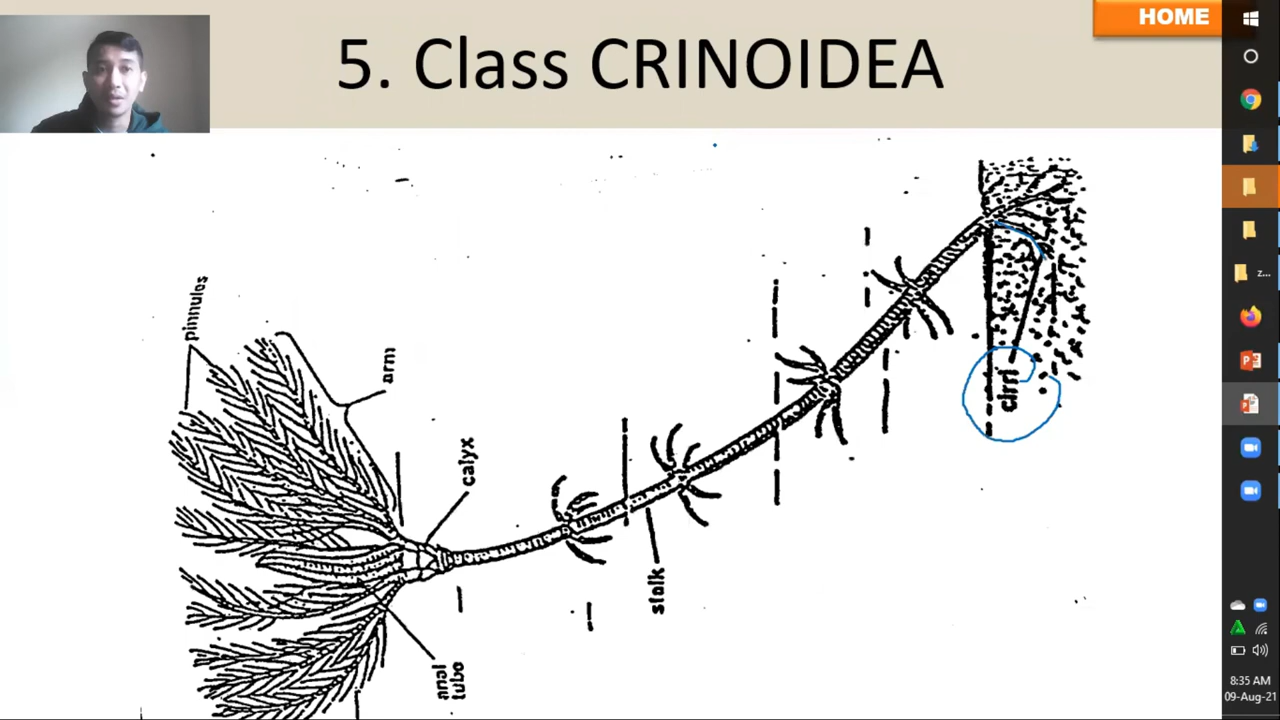 HOME
5. Class CRINOIDEA
pinnules
arm
calyx
cirri
stalk
anal
tube
z...
8:35 AM
09-Aug-21